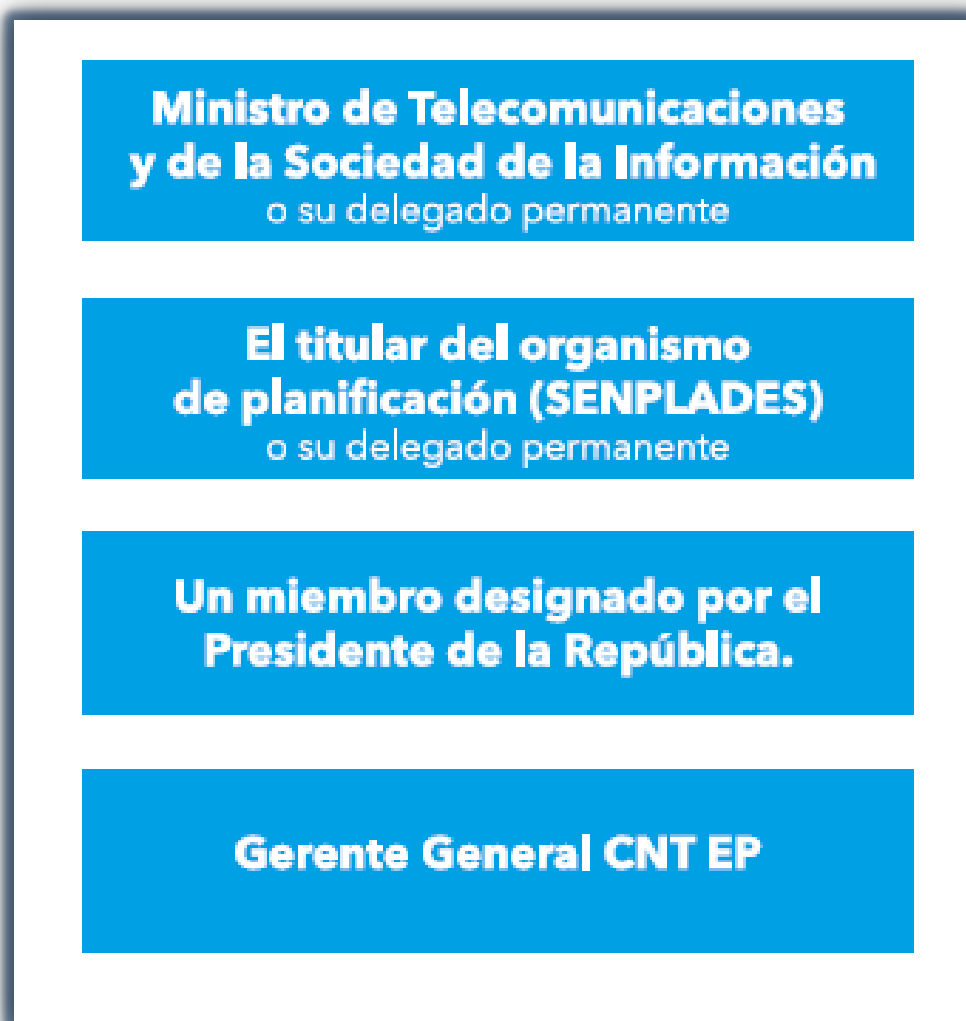 Ministro de Telecomunicaciones
y de la Sociedad de la Información
o su delegado permanente
El titular del organismo
de planificación (SENPLADES)
o su delegado permanente
Un miembro designado por el
Presidente de la República.
Gerente General CNT EP